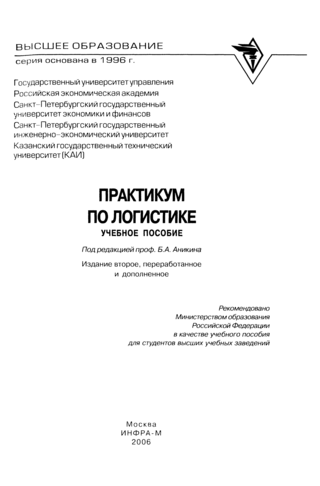 ВЫСШЕЕ ОБРАЗОВАНИЕ
серия основана в 1996 г.
Государственный университет управления
Российская экономическая академия
Санкт-Петербургский государственный
университет экономики и финансов
Санкт-Петербургский государственный
инженерно-экономический университет
Казанский государственный технический
университет (КАИ)
ПРАКТИКУМ
ПО ЛОГИСТИКЕ
УЧЕБНОЕ ПОСОБИЕ
Под редакцией проф. Б.А. Аникина
Издание второе, переработанное
и дополненное
Рекомендовано
Министерством образования
Российской Федерации
в качестве учебного пособия
для студентов высших учебных заведений
Москва
ИНФРА-М
2006